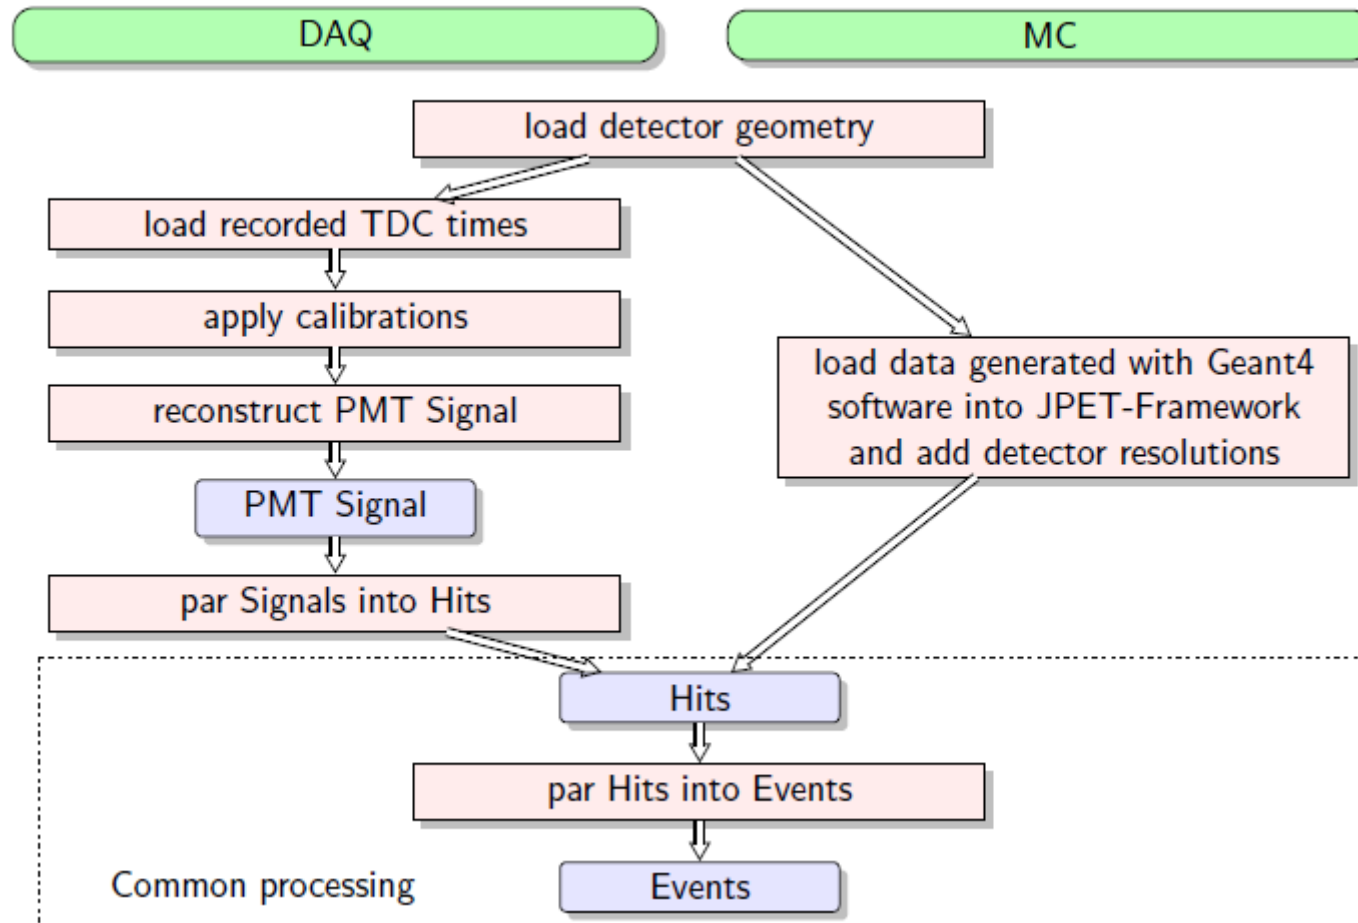 DAQ
MC
load detector geometry
load recorded TDC times
apply calibrations
reconstruct PMT Signal
PMT Signal
par Signals into Hits
load data generated with Geant4
software into JPET-Framework
and add detector resolutions
Hits
par Hits into Events
Events
Common processing